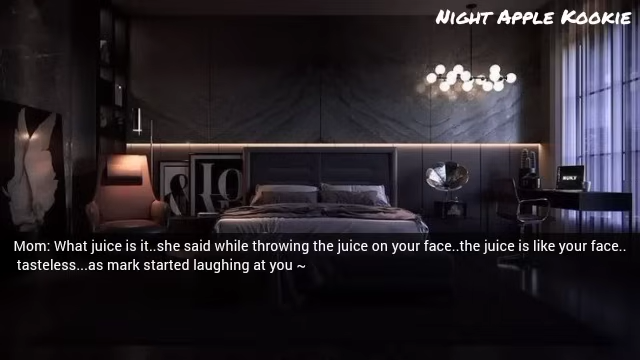 Night Apple Kookie
Mom: What juice is it..she said while throwing the juice on your face..the juice is like your face..
tasteless...as mark started laughing at you ~